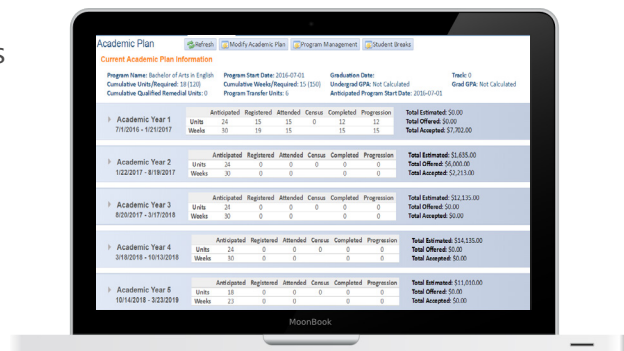 S
Academic Plan Refresh Modify Academic Plan Program Management Student Breaks
Current Academic Plan Information
Program Name: Bachelor of Arts in English Program Start Date: 2016-07-01 Graduation Date: Track: 0
Cumulative Units/Required: 18 (120) Cumulative Weeks/Required: 15 (150) Undergrad GPA: Not Calculated Grad GPA: Not Calculated
Cumulative Qualified Remedial Units: 0 Program Transfer Units: 6 Anticipated Program Start Date: 2016-07-01
Anticipated Registered Attended Census Completed Progression Total Estimated: $0.00
Academic Year 1 Units 24 15 15 0 12 12 Total Offered: $0.00
7/1/2016 - 1/21/2017 Weeks 30 19 15 15 15 Total Accepted: $7,702.00
Anticipated Registered Attended Census Completed Progression Total Estimated: $1,635.00
Academic Year 2 Units 24 0 0 0 0 0 Total Offered: $6,000.00
1/22/2017 - 8/19/2017 Weeks 30 0 0 0 0 Total Accepted: $2,213.00
Anticipated Registered Attended Census Completed Progression Total Estimated: $12,135.00
Academic Year 3 Units 24 0 0 0 0 0 Total Offered: $0.00
8/20/2017 - 3/17/2018 Weeks 30 0 0 0 0 Total Accepted: $0.00
Anticipated Registered Attended Census Completed Progression Total Estimated: $14,135.00
Academic Year 4 Units 24 0 0 0 0 0 Total Offered: $0.00
3/18/2018 - 10/13/2018 Weeks 30 0 0 0 0 Total Accepted: $0.00
Anticipated Registered Attended Census Completed Progression Total Estimated: $11,010.00
Academic Year 5 Units 18 0 0 0 0 0 Total Offered: $0.00
10/14/2018 - 3/23/2019 Weeks 23 0 0 0 0 Total Accepted: $0.00
MoonBook